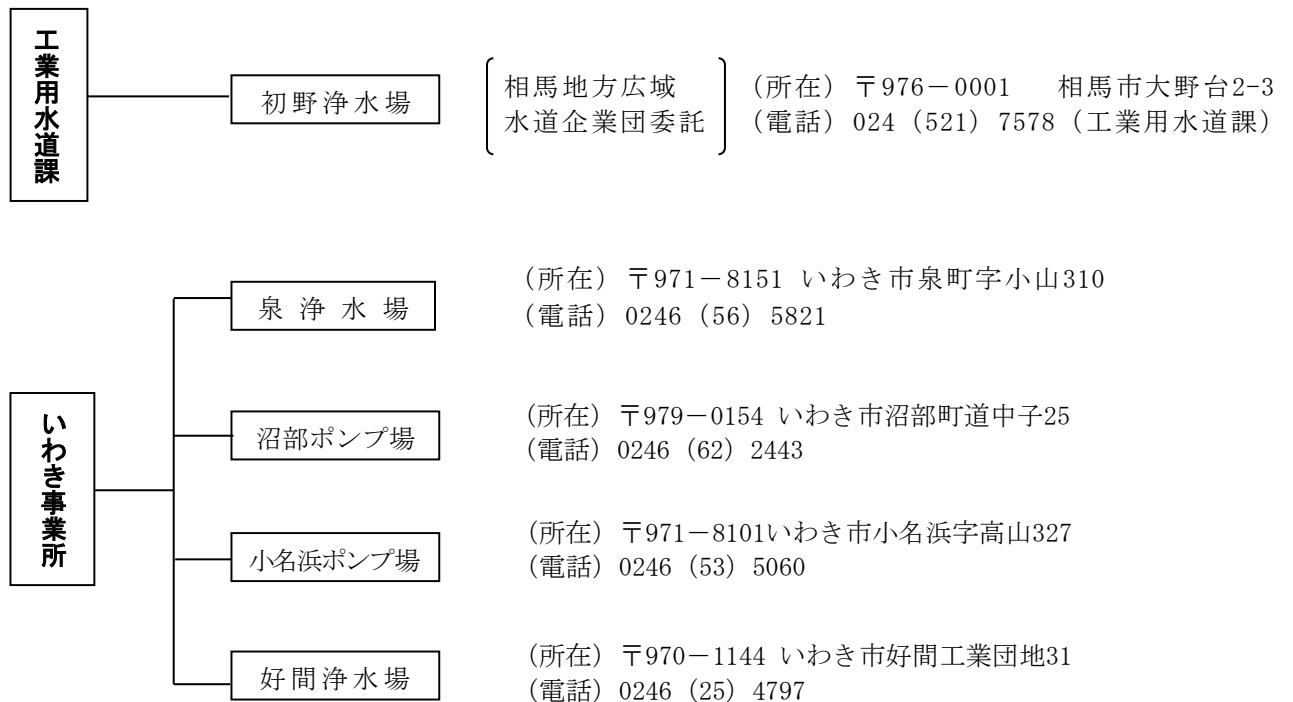 工業用水道課
初野浄水場
相馬地方広域
水道企業団委託
(所在) 〒976-0001 相馬市大野台2-3
(電話) 024 (521) 7578 (工業用水道課)
いわき事業所
泉浄水場
(所在) 〒971-8151 いわき市泉町字小山310
(電話) 0246 (56) 5821
沼部ポンプ場
(所在) 〒979-0154 いわき市沼部町道中子25
(電話) 0246 (62) 2443
小名浜ポンプ場
(所在) 〒971-8101いわき市小名浜字高山327
(電話) 0246 (53) 5060
好間浄水場
(所在) 〒970-1144 いわき市好間工業団地31
(電話) 0246 (25) 4797